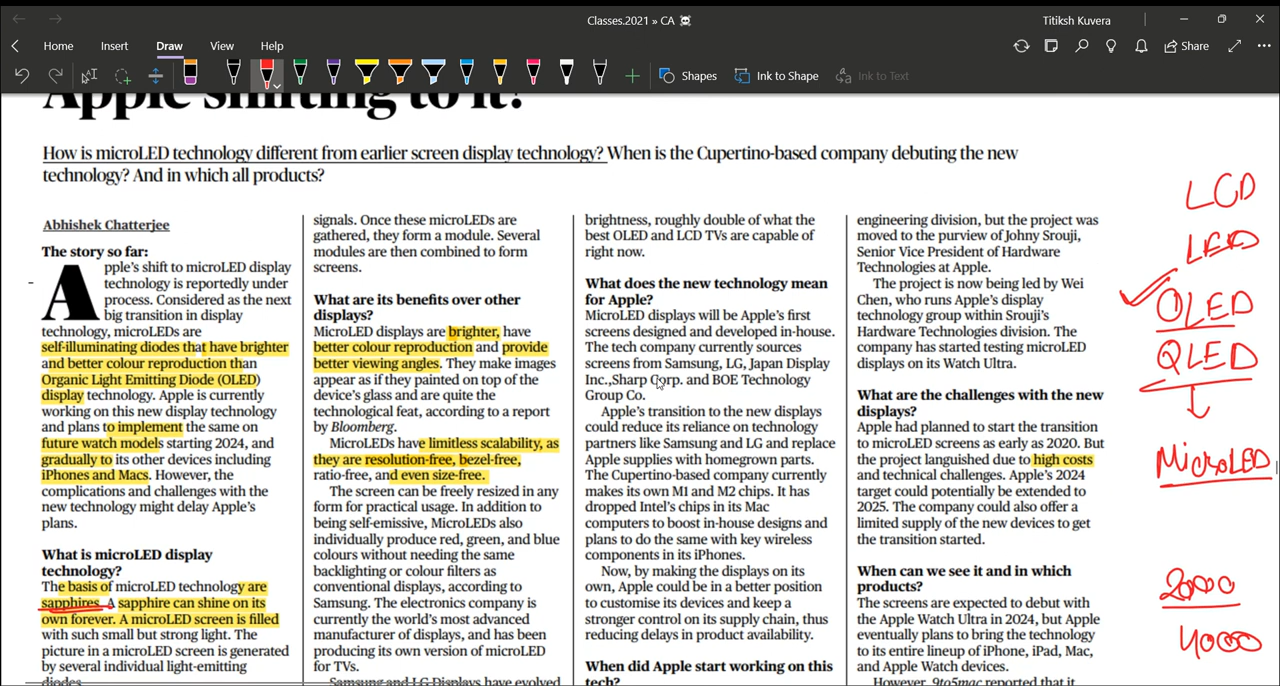 Classes.2021 » CA ☠
Titiksh Kuvera
Home Insert Draw View Help
Share
Shapes
Ink to Shape
Ink to Text
Apple shifting to it?
How is microLED technology different from earlier screen display technology? When is the Cupertino-based company debuting the new
technology? And in which all products?
Abhishek Chatterjee
The story so far:
Apple's shift to microLED display
technology is reportedly under
process. Considered as the next
big transition in display
technology, microLEDs are
self-illuminating diodes that have brighter
and better colour reproduction than
Organic Light Emitting Diode (OLED)
display technology. Apple is currently
working on this new display technology
and plans to implement the same on
future watch models starting 2024, and
gradually to its other devices including
iPhones and Macs. However, the
complications and challenges with the
new technology might delay Apple's
plans.
What is microLED display
technology?
The basis of microLED technology are
sapphires. A sapphire can shine on its
own forever. A microLED screen is filled
with such small but strong light. The
picture in a microLED screen is generated
by several individual light-emitting
diodes
signals. Once these microLEDs are
gathered, they form a module. Several
modules are then combined to form
screens.
What are its benefits over other
displays?
MicroLED displays are brighter, have
better colour reproduction and provide
better viewing angles. They make images
appear as if they painted on top of the
device's glass and are quite the
technological feat, according to a report
by Bloomberg.
MicroLEDs have limitless scalability, as
they are resolution-free, bezel-free,
ratio-free, and even size-free.
The screen can be freely resized in any
form for practical usage. In addition to
being self-emissive, MicroLEDs also
individually produce red, green, and blue
colours without needing the same
backlighting or colour filters as
conventional displays, according to
Samsung. The electronics company is
currently the world's most advanced
manufacturer of displays, and has been
producing its own version of microLED
for TVs.
Samsung and LG Displays have evolved
brightness, roughly double of what the
best OLED and LCD TVs are capable of
right now.
What does the new technology mean
for Apple?
MicroLED displays will be Apple's first
screens designed and developed in-house.
The tech company currently sources
screens from Samsung, LG, Japan Display
Inc.,Sharp Corp. and BOE Technology
Group Co.
Apple's transition to the new displays
could reduce its reliance on technology
partners like Samsung and LG and replace
Apple supplies with homegrown parts.
The Cupertino-based company currently
makes its own M1 and M2 chips. It has
dropped Intel's chips in its Mac
computers to boost in-house designs and
plans to do the same with key wireless
components in its iPhones.
Now, by making the displays on its
own, Apple could be in a better position
to customise its devices and keep a
stronger control on its supply chain, thus
reducing delays in product availability.
When did Apple start working on this
tech?
engineering division, but the project was
moved to the purview of Johny Srouji,
Senior Vice President of Hardware
Technologies at Apple.
The project is now being led by Wei
Chen, who runs Apple's display
technology group within Srouji's
Hardware Technologies division. The
company has started testing microLED
displays on its Watch Ultra.
What are the challenges with the new
displays?
Apple had planned to start the transition
to microLED screens as early as 2020. But
the project languished due to high costs
and technical challenges. Apple's 2024
target could potentially be extended to
2025. The company could also offer a
limited supply of the new devices to get
the transition started.
When can we see it and in which
products?
The screens are expected to debut with
the Apple Watch Ultra in 2024, but Apple
eventually plans to bring the technology
to its entire lineup of iPhone, iPad, Mac,
and Apple Watch devices.
However, 9to5mac reported that it
LCD
LED
OLED
QLED
MicroLED
2000
4000